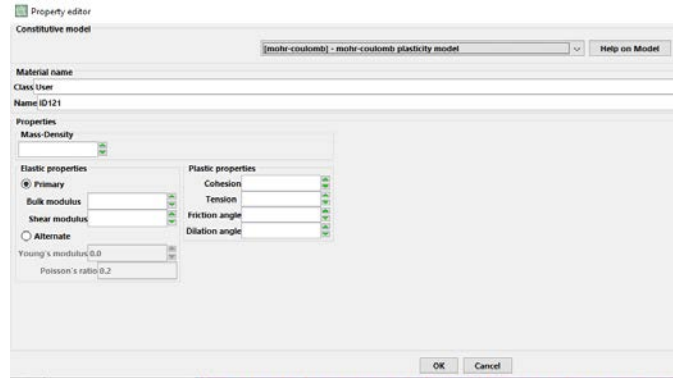 Property editor
Constitutive model
[mohr-coulomb] - mohr-coulomb plasticity model
Help on Model
Material name
Class User
Name ID121
Properties
Mass-Density
Elastic properties
Primary
Bulk modulus
Shear modulus
Alternate
Young's modulus 0.0
Poisson's ratio 0.2
Plastic properties
Cohesion
Tension
Friction angle
Dilation angle
OK
Cancel